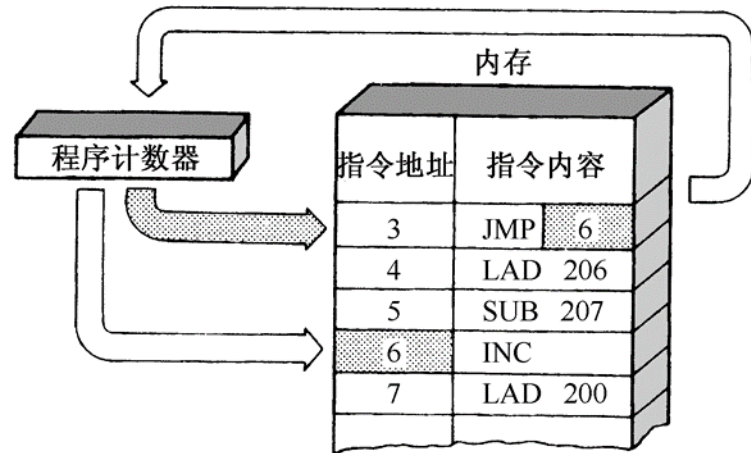 内存
程序计数器
指令地址 指令内容
3 JMP 6
4 LAD 206
5 SUB 207
6 INC
7 LAD 200